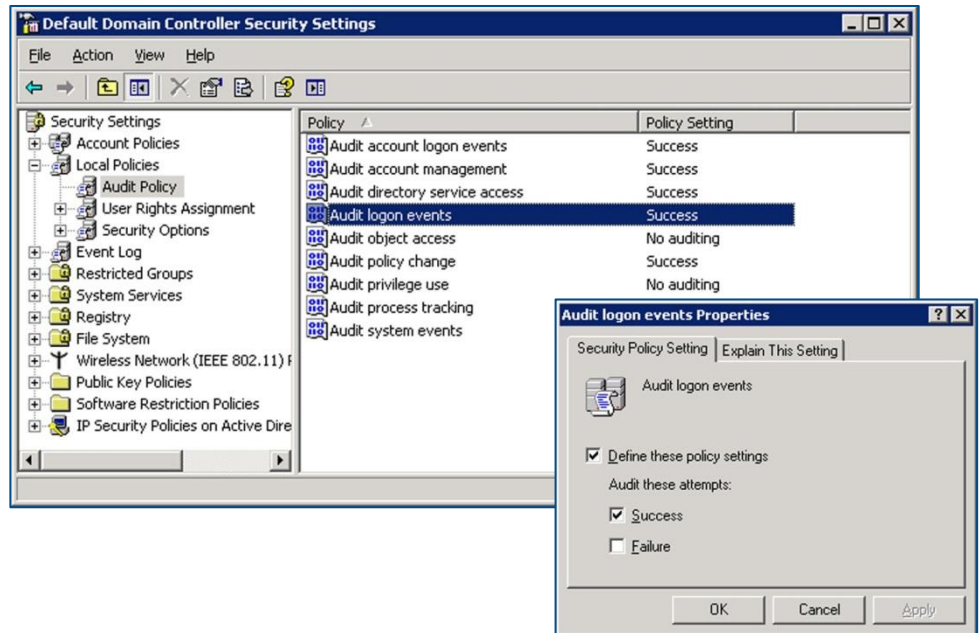 Default Domain Controller Security Settings
File Action View Help
Security Settings
Account Policies
Local Policies
Audit Policy
User Rights Assignment
Security Options
Event Log
Restricted Groups
System Services
Registry
File System
Wireless Network (IEEE 802.11)
Public Key Policies
Software Restriction Policies
IP Security Policies on Active Dire
Policy Policy Setting
Audit account logon events Success
Audit account management Success
Audit directory service access Success
Audit logon events Success
Audit object access No auditing
Audit policy change Success
Audit privilege use No auditing
Audit process tracking
Audit system events
Audit logon events Properties
Security Policy Setting Explain This Setting
Audit logon events
Define these policy settings
Audit these attempts:
Success
Failure
OK Cancel Apply